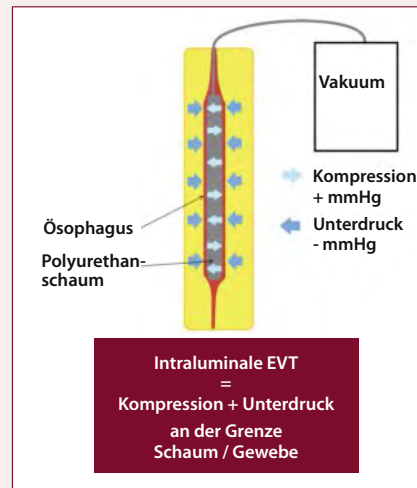 Vakuum
Kompression
+ mmHg
Unterdruck
- mmHg
Ösophagus
Polyurethan-
schaum
Intraluminale EVT
=
Kompression + Unterdruck
an der Grenze
Schaum / Gewebe